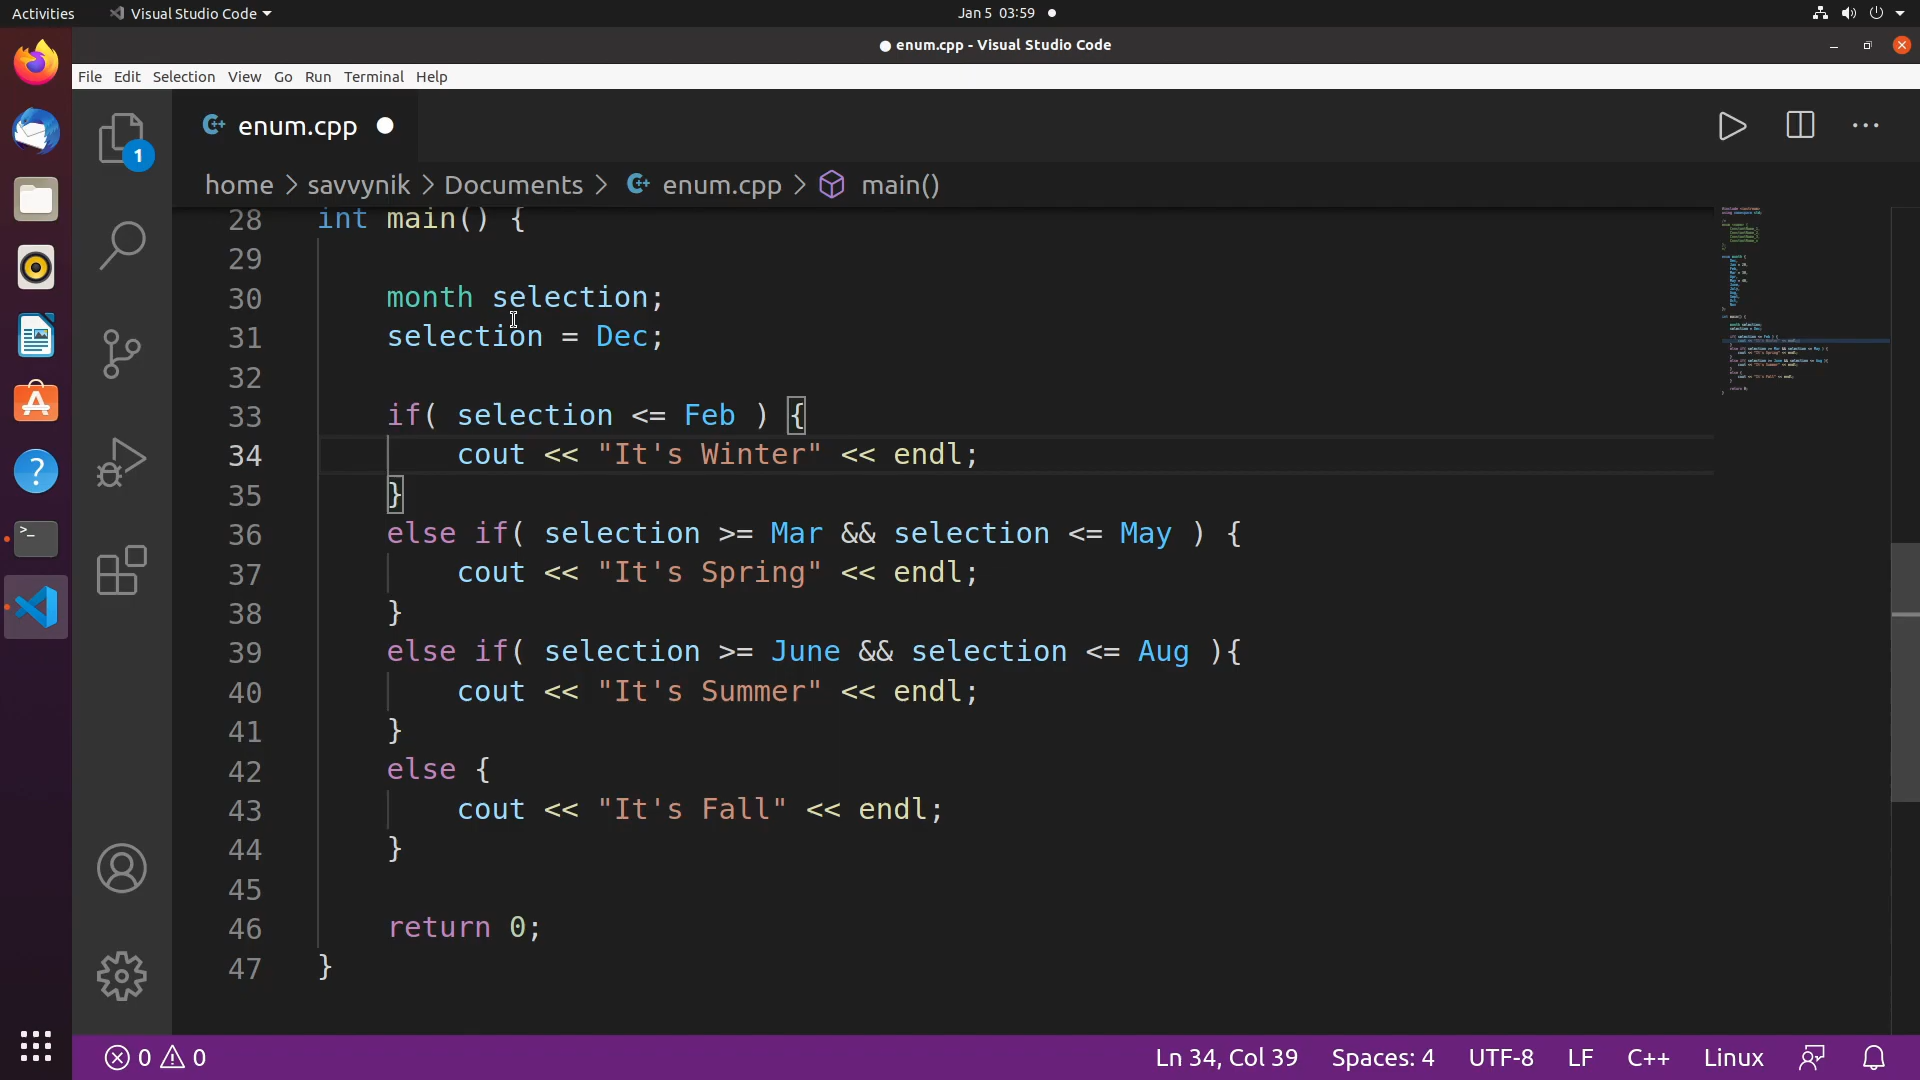 Activities Visual Studio Code Jan 5 03:59
enum.cpp - Visual Studio Code
File Edit Selection View Go Run Terminal Help
1 enum.cpp
home > savvynik > Documents > enum.cpp > main()
28 int main() {
29
30 month selection;
31 selection = Dec;
32
33 if( selection <= Feb ) {
34 cout << "It's Winter" << endl;
35 }
36 else if( selection >= Mar && selection <= May ) {
37 cout << "It's Spring" << endl;
38 }
39 else if( selection >= June && selection <= Aug ){
40 cout << "It's Summer" << endl;
41 }
42 else {
43 cout << "It's Fall" << endl;
44 }
45
46 return 0;
47 }
0 0 Ln 34, Col 39 Spaces: 4 UTF-8 LF C++ Linux